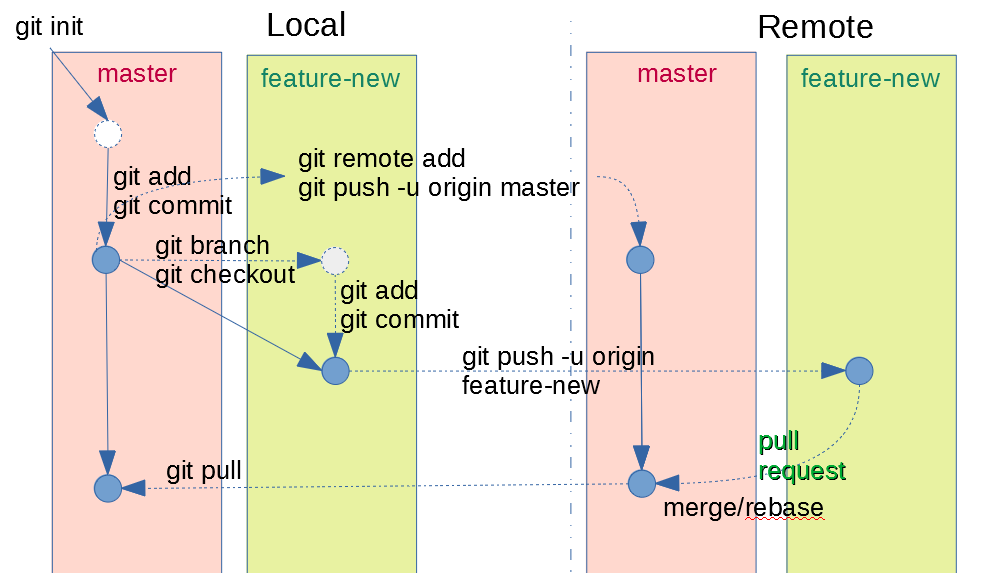 git init
Local
Remote
master
feature-new
master
feature-new
git add
git commit
git remote add
git push -u origin master
git branch
git checkout
git add
git commit
git push -u origin
feature-new
pull
request
git pull
merge/rebase